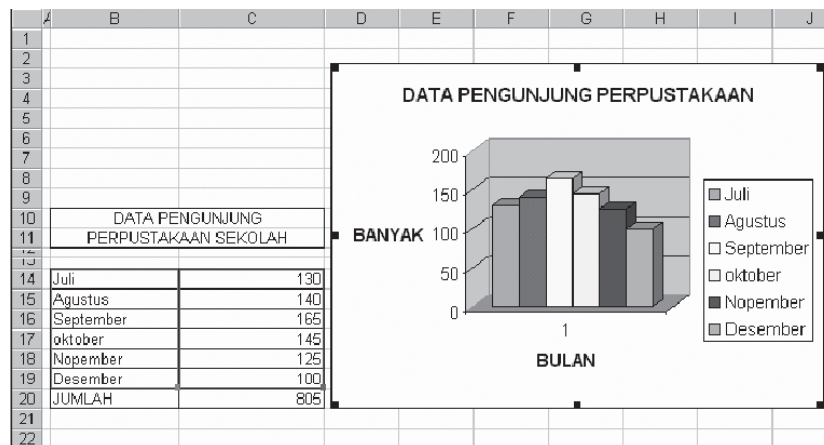 A B C D E F G H I J
1
2
3
4
5
6
7
8
9
10 DATA PENGUNJUNG
11 PERPUSTAKAAN SEKOLAH
12
13
14 Juli 130
15 Agustus 140
16 September 165
17 oktober 145
18 Nopember 125
19 Desember 100
20 JUMLAH 805
21
22
DATA PENGUNJUNG PERPUSTAKAAN
200
150
BANYAK 100
50
0
1
BULAN
Juli
Agustus
September
oktober
Nopember
Desember